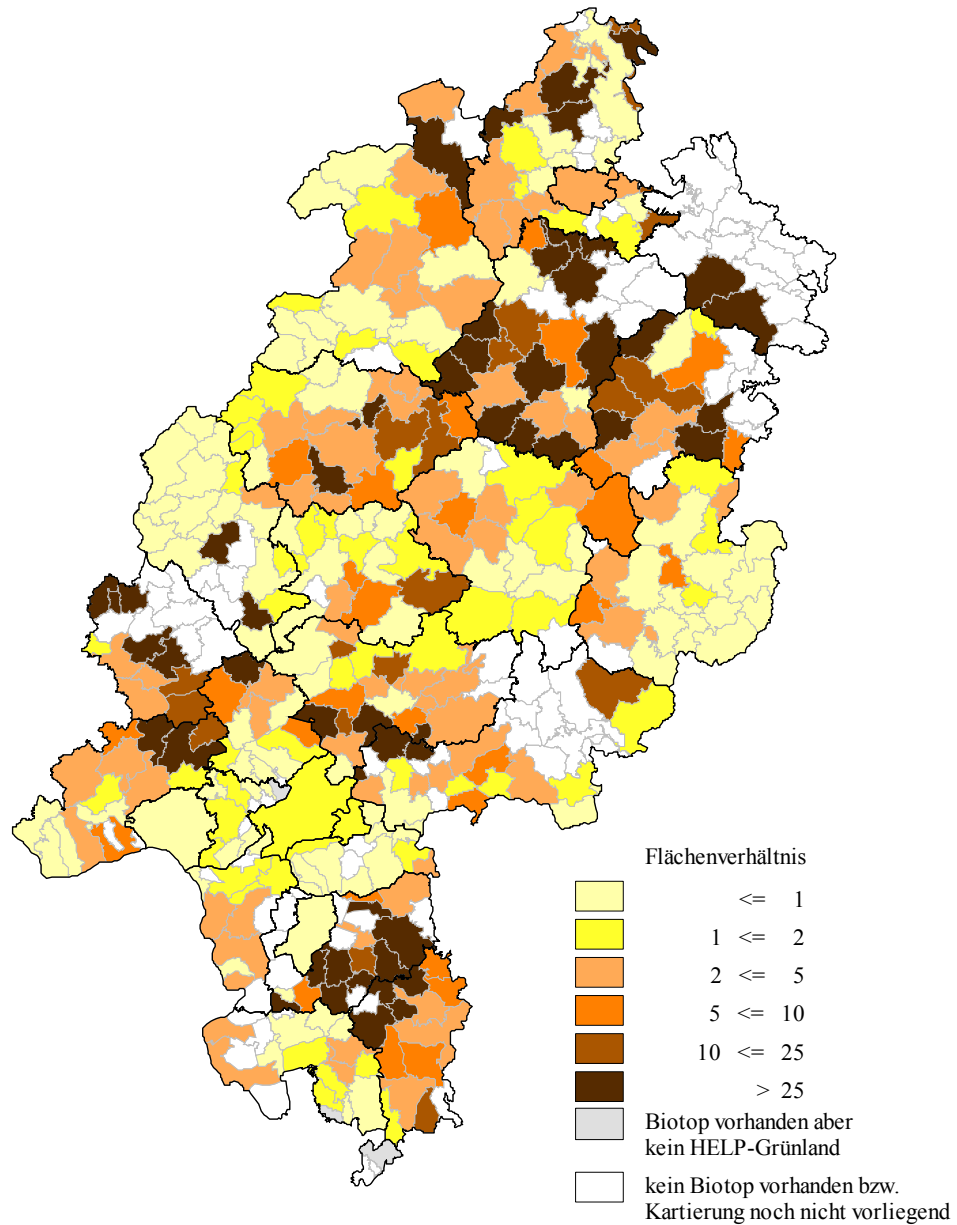 Flächenverhältnis
<= 1
1 <= 2
2 <= 5
5 <= 10
10 <= 25
> 25
Biotop vorhanden aber
kein HELP-Grünland
kein Biotop vorhanden bzw.
Kartierung noch nicht vorliegend